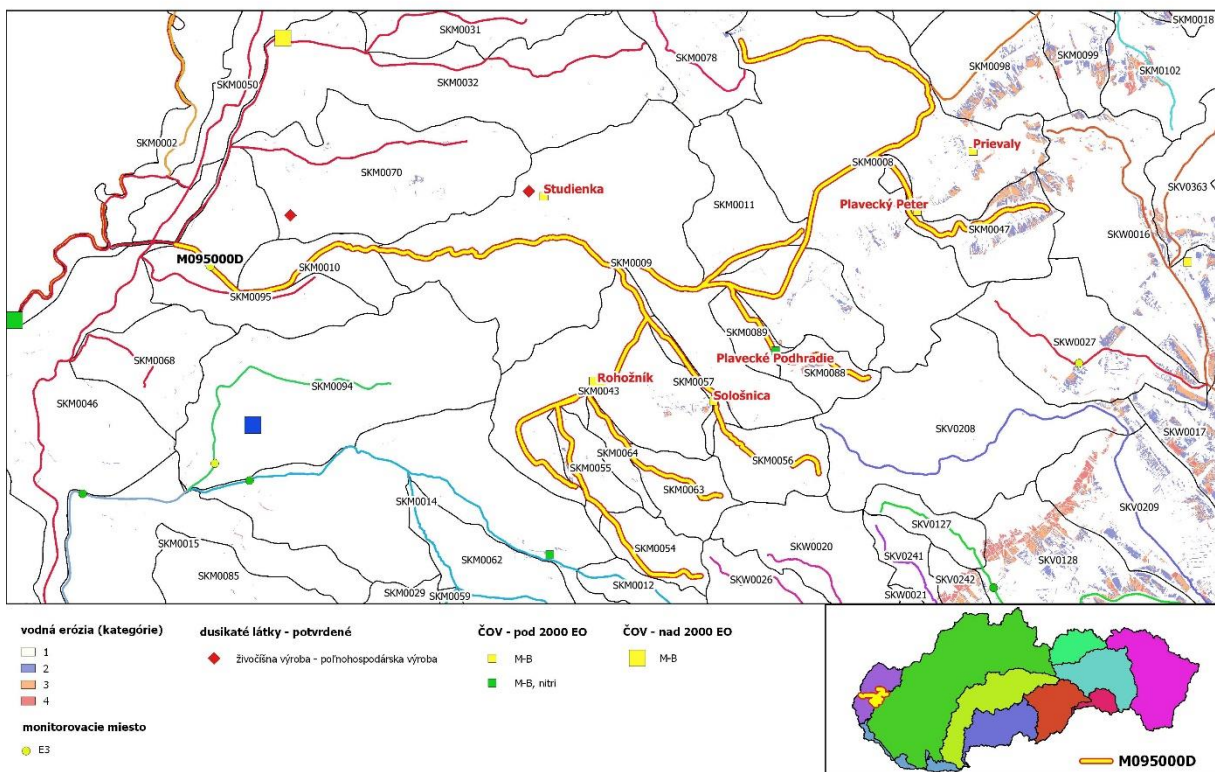 SKM0031
SKM0018
SKM0050
SKM0078
SKM0099
SKM0098
SKM0102
SKM0032
SKM0002
Prievaly
SKM0008
SKM0070
SKV0363
Studienka
SKM0011
Plavecký Peter
SKM0047
SKW0016
M095000D
SKM0010
SKM0009
SKM0095
SKM0089
SKW0027
Plavecké Podhradie
SKM0068
SKM0088
SKM0094
Rohožník
SKM0057
SKM0043
Sološnica
SKM0046
SKV0208
SKW0017
SKM0064
SKM0056
SKM0055
SKM0063
SKM0014
SKV0209
SKV0127
SKM0015
SKM0054
SKW0020
SKV0241
SKM0062
SKV0128
SKM0085
SKW0026
SKV0242
SKM0012
SKM0029
SKM0059
SKW0021
vodná erózia (kategórie)
1
2
3
4
monitorovacie miesto
E3
dusikaté látky - potvrdené
živočíšna výroba - poľnohospodárska výroba
ČOV - pod 2000 EO
M-B
M-B, nitri
ČOV - nad 2000 EO
M-B
M095000D